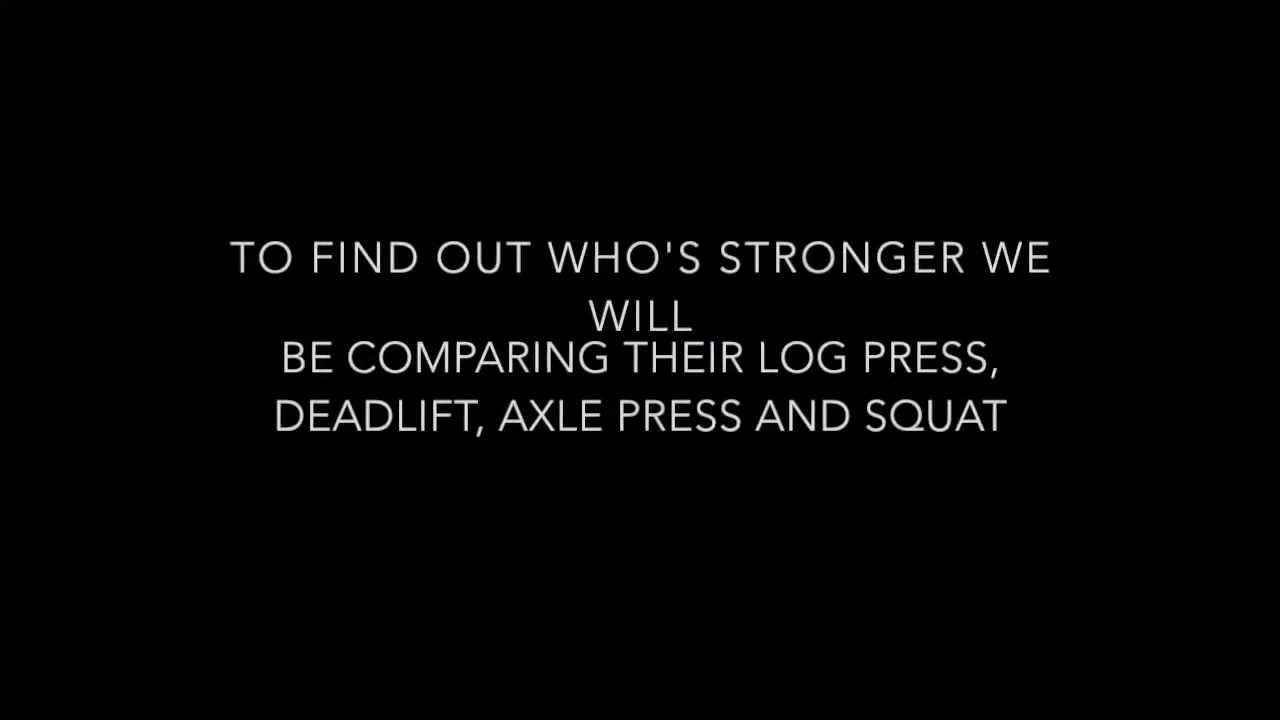 TO FIND OUT WHO'S STRONGER WE
WILL
BE COMPARING THEIR LOG PRESS,
DEADLIFT, AXLE PRESS AND SQUAT